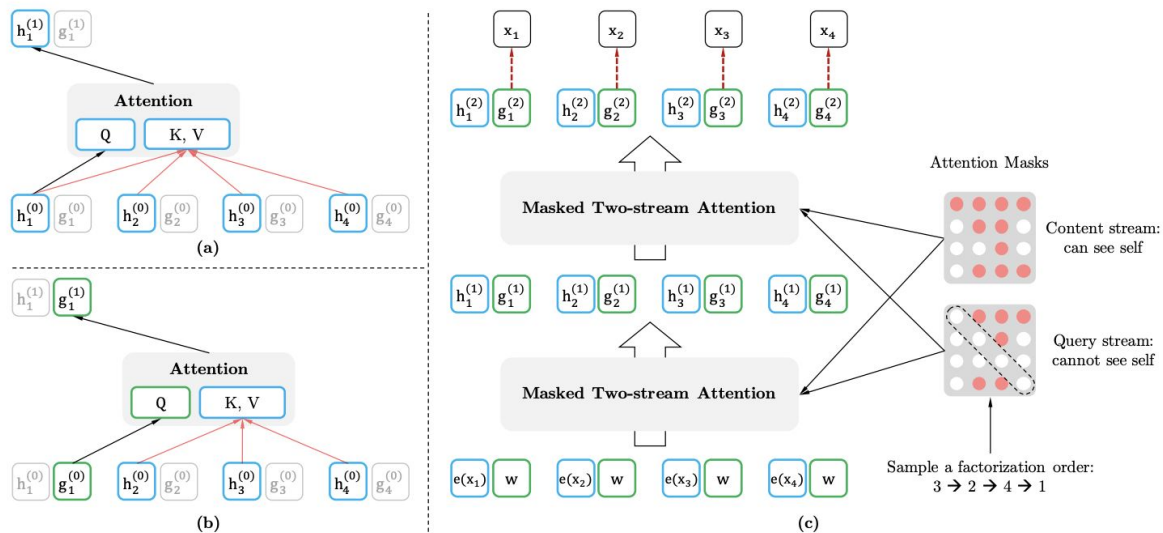 h₁⁽¹⁾ g₁⁽¹⁾
Attention
Q K, V
h₁⁽⁰⁾ g₁⁽⁰⁾ h₂⁽⁰⁾ g₂⁽⁰⁾ h₃⁽⁰⁾ g₃⁽⁰⁾ h₄⁽⁰⁾ g₄⁽⁰⁾
(a)
h₁⁽¹⁾ g₁⁽¹⁾
Attention
Q K, V
h₁⁽⁰⁾ g₁⁽⁰⁾ h₂⁽⁰⁾ g₂⁽⁰⁾ h₃⁽⁰⁾ g₃⁽⁰⁾ h₄⁽⁰⁾ g₄⁽⁰⁾
(b)
x₁ x₂ x₃ x₄
h₁⁽²⁾ g₁⁽²⁾ h₂⁽²⁾ g₂⁽²⁾ h₃⁽²⁾ g₃⁽²⁾ h₄⁽²⁾ g₄⁽²⁾
Masked Two-stream Attention
h₁⁽¹⁾ g₁⁽¹⁾ h₂⁽¹⁾ g₂⁽¹⁾ h₃⁽¹⁾ g₃⁽¹⁾ h₄⁽¹⁾ g₄⁽¹⁾
Masked Two-stream Attention
e(x₁) w e(x₂) w e(x₃) w e(x₄) w
(c)
Attention Masks
Content stream:
can see self
Query stream:
cannot see self
Sample a factorization order:
3 → 2 → 4 → 1